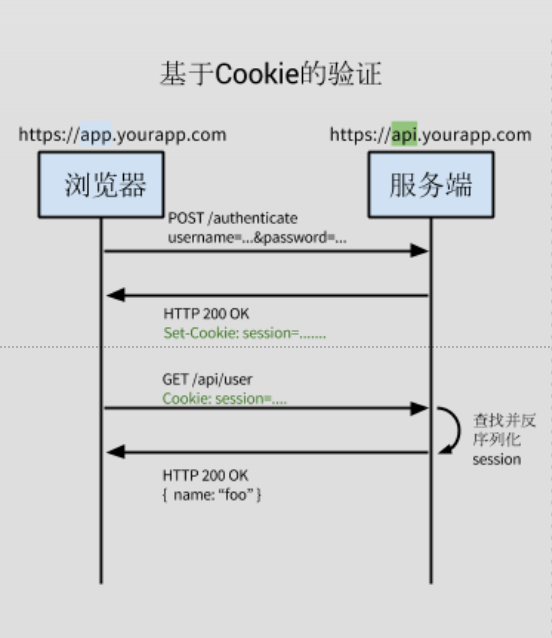 基于Cookie的验证
https://app.yourapp.com
https://api.yourapp.com
浏览器
服务端
POST /authenticate
username=...&password=...
HTTP 200 OK
Set-Cookie: session=.......
GET /api/user
Cookie: session=....
查找并反
序列化
session
HTTP 200 OK
{ name: “foo” }